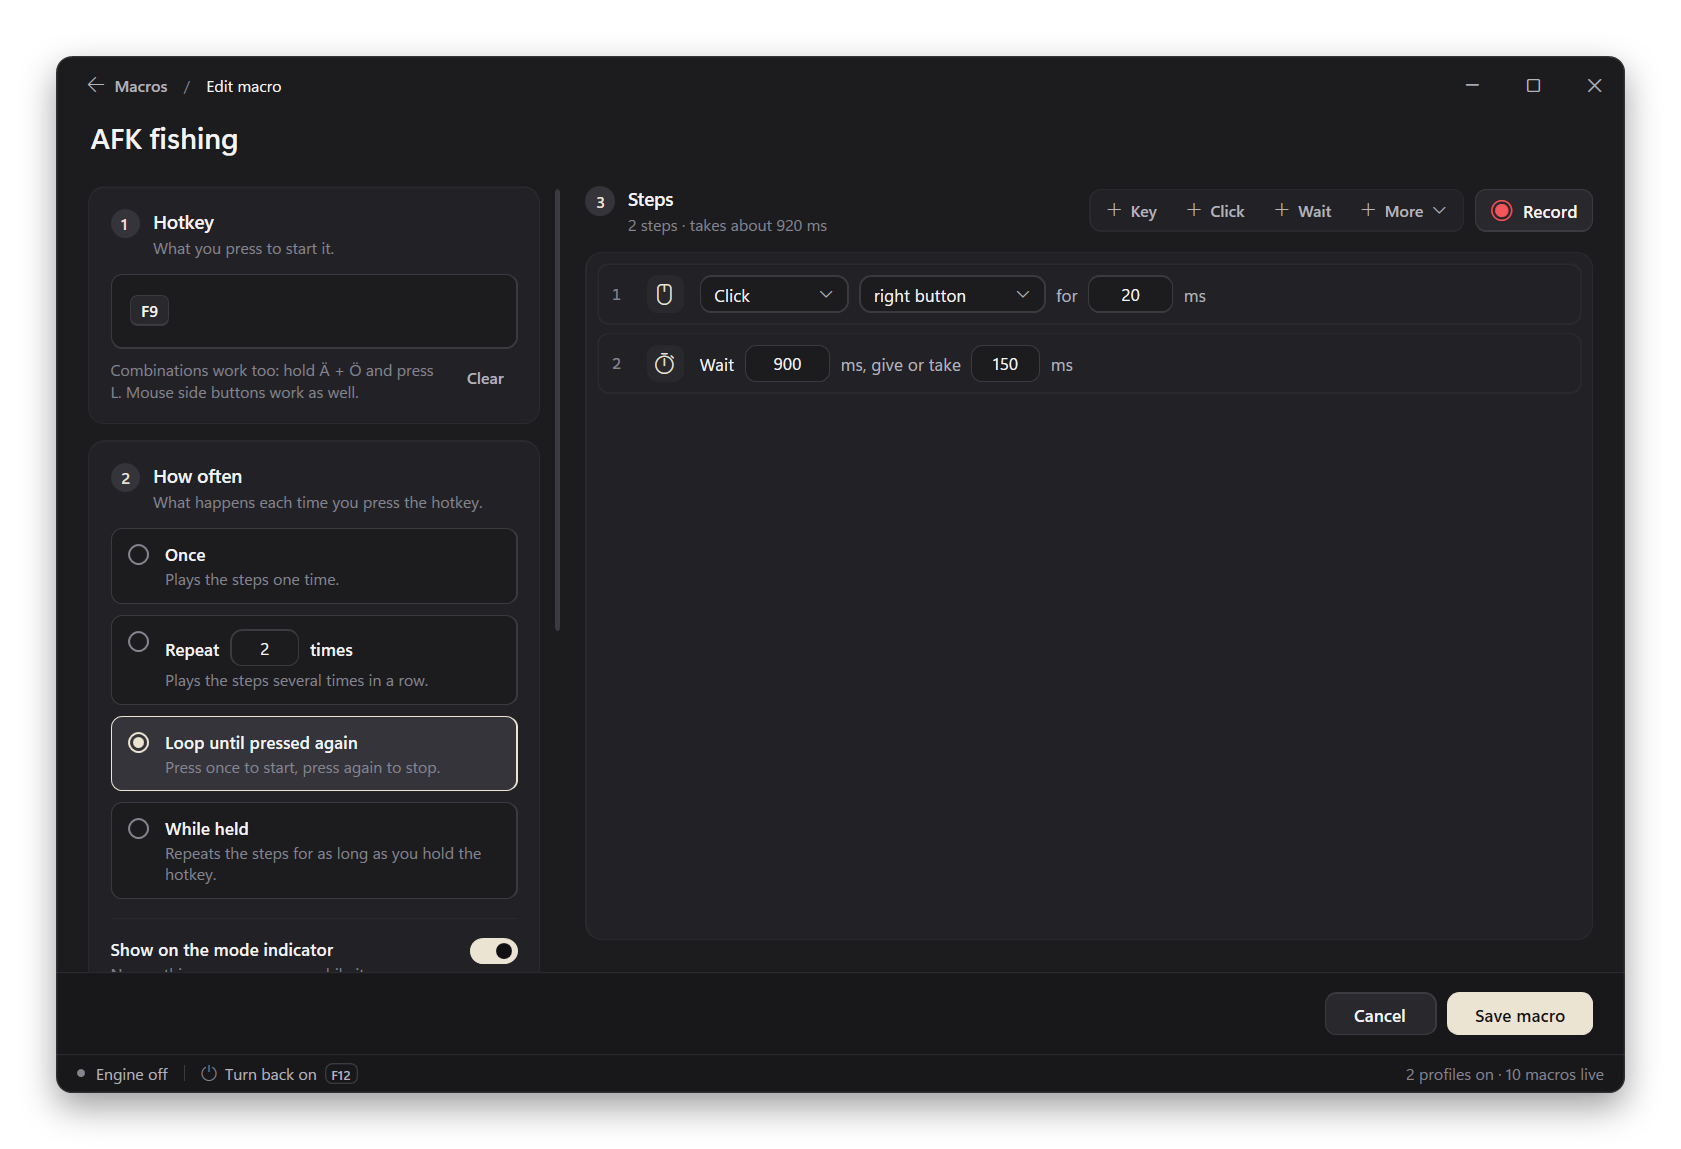 Macros / Edit macro
AFK fishing
1 Hotkey
What you press to start it.
F9
Combinations work too: hold Ä + Ö and press
L. Mouse side buttons work as well.
Clear
2 How often
What happens each time you press the hotkey.
Once
Plays the steps one time.
Repeat 2 times
Plays the steps several times in a row.
Loop until pressed again
Press once to start, press again to stop.
While held
Repeats the steps for as long as you hold the
hotkey.
Show on the mode indicator
3 Steps
2 steps · takes about 920 ms
Key Click Wait More Record
1 Click right button for 20 ms
2 Wait 900 ms, give or take 150 ms
Cancel Save macro
Engine off Turn back on F12
2 profiles on · 10 macros live